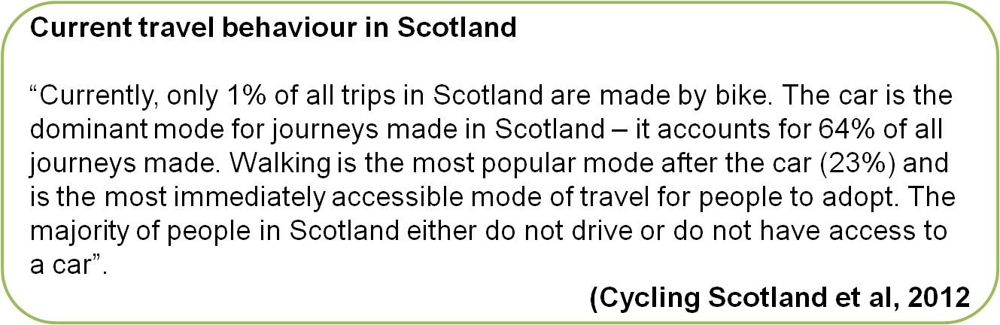 Current travel behaviour in Scotland
“Currently, only 1% of all trips in Scotland are made by bike. The car is the
dominant mode for journeys made in Scotland – it accounts for 64% of all
journeys made. Walking is the most popular mode after the car (23%) and
is the most immediately accessible mode of travel for people to adopt. The
majority of people in Scotland either do not drive or do not have access to
a car”.
(Cycling Scotland et al, 2012